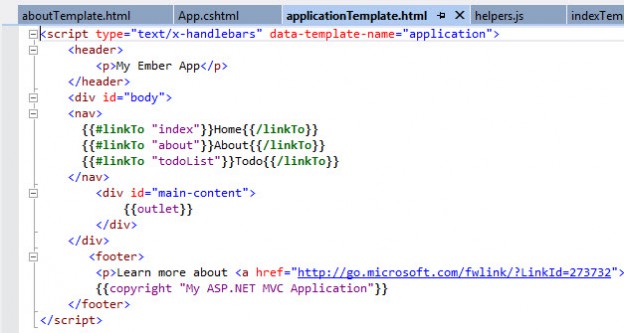 aboutTemplate.html App.cshtml applicationTemplate.html helpers.js indexTem
<script type="text/x-handlebars" data-template-name="application">
<header>
<p>My Ember App</p>
</header>
<div id="body">
<nav>
{{#linkTo "index"}}Home{{/linkTo}}
{{#linkTo "about"}}About{{/linkTo}}
{{#linkTo "todoList"}}Todo{{/linkTo}}
</nav>
<div id="main-content">
{{outlet}}
</div>
</div>
<footer>
<p>Learn more about <a href="http://go.microsoft.com/fwlink/?LinkId=273732">
{{copyright "My ASP.NET MVC Application"}}
</footer>
</script>